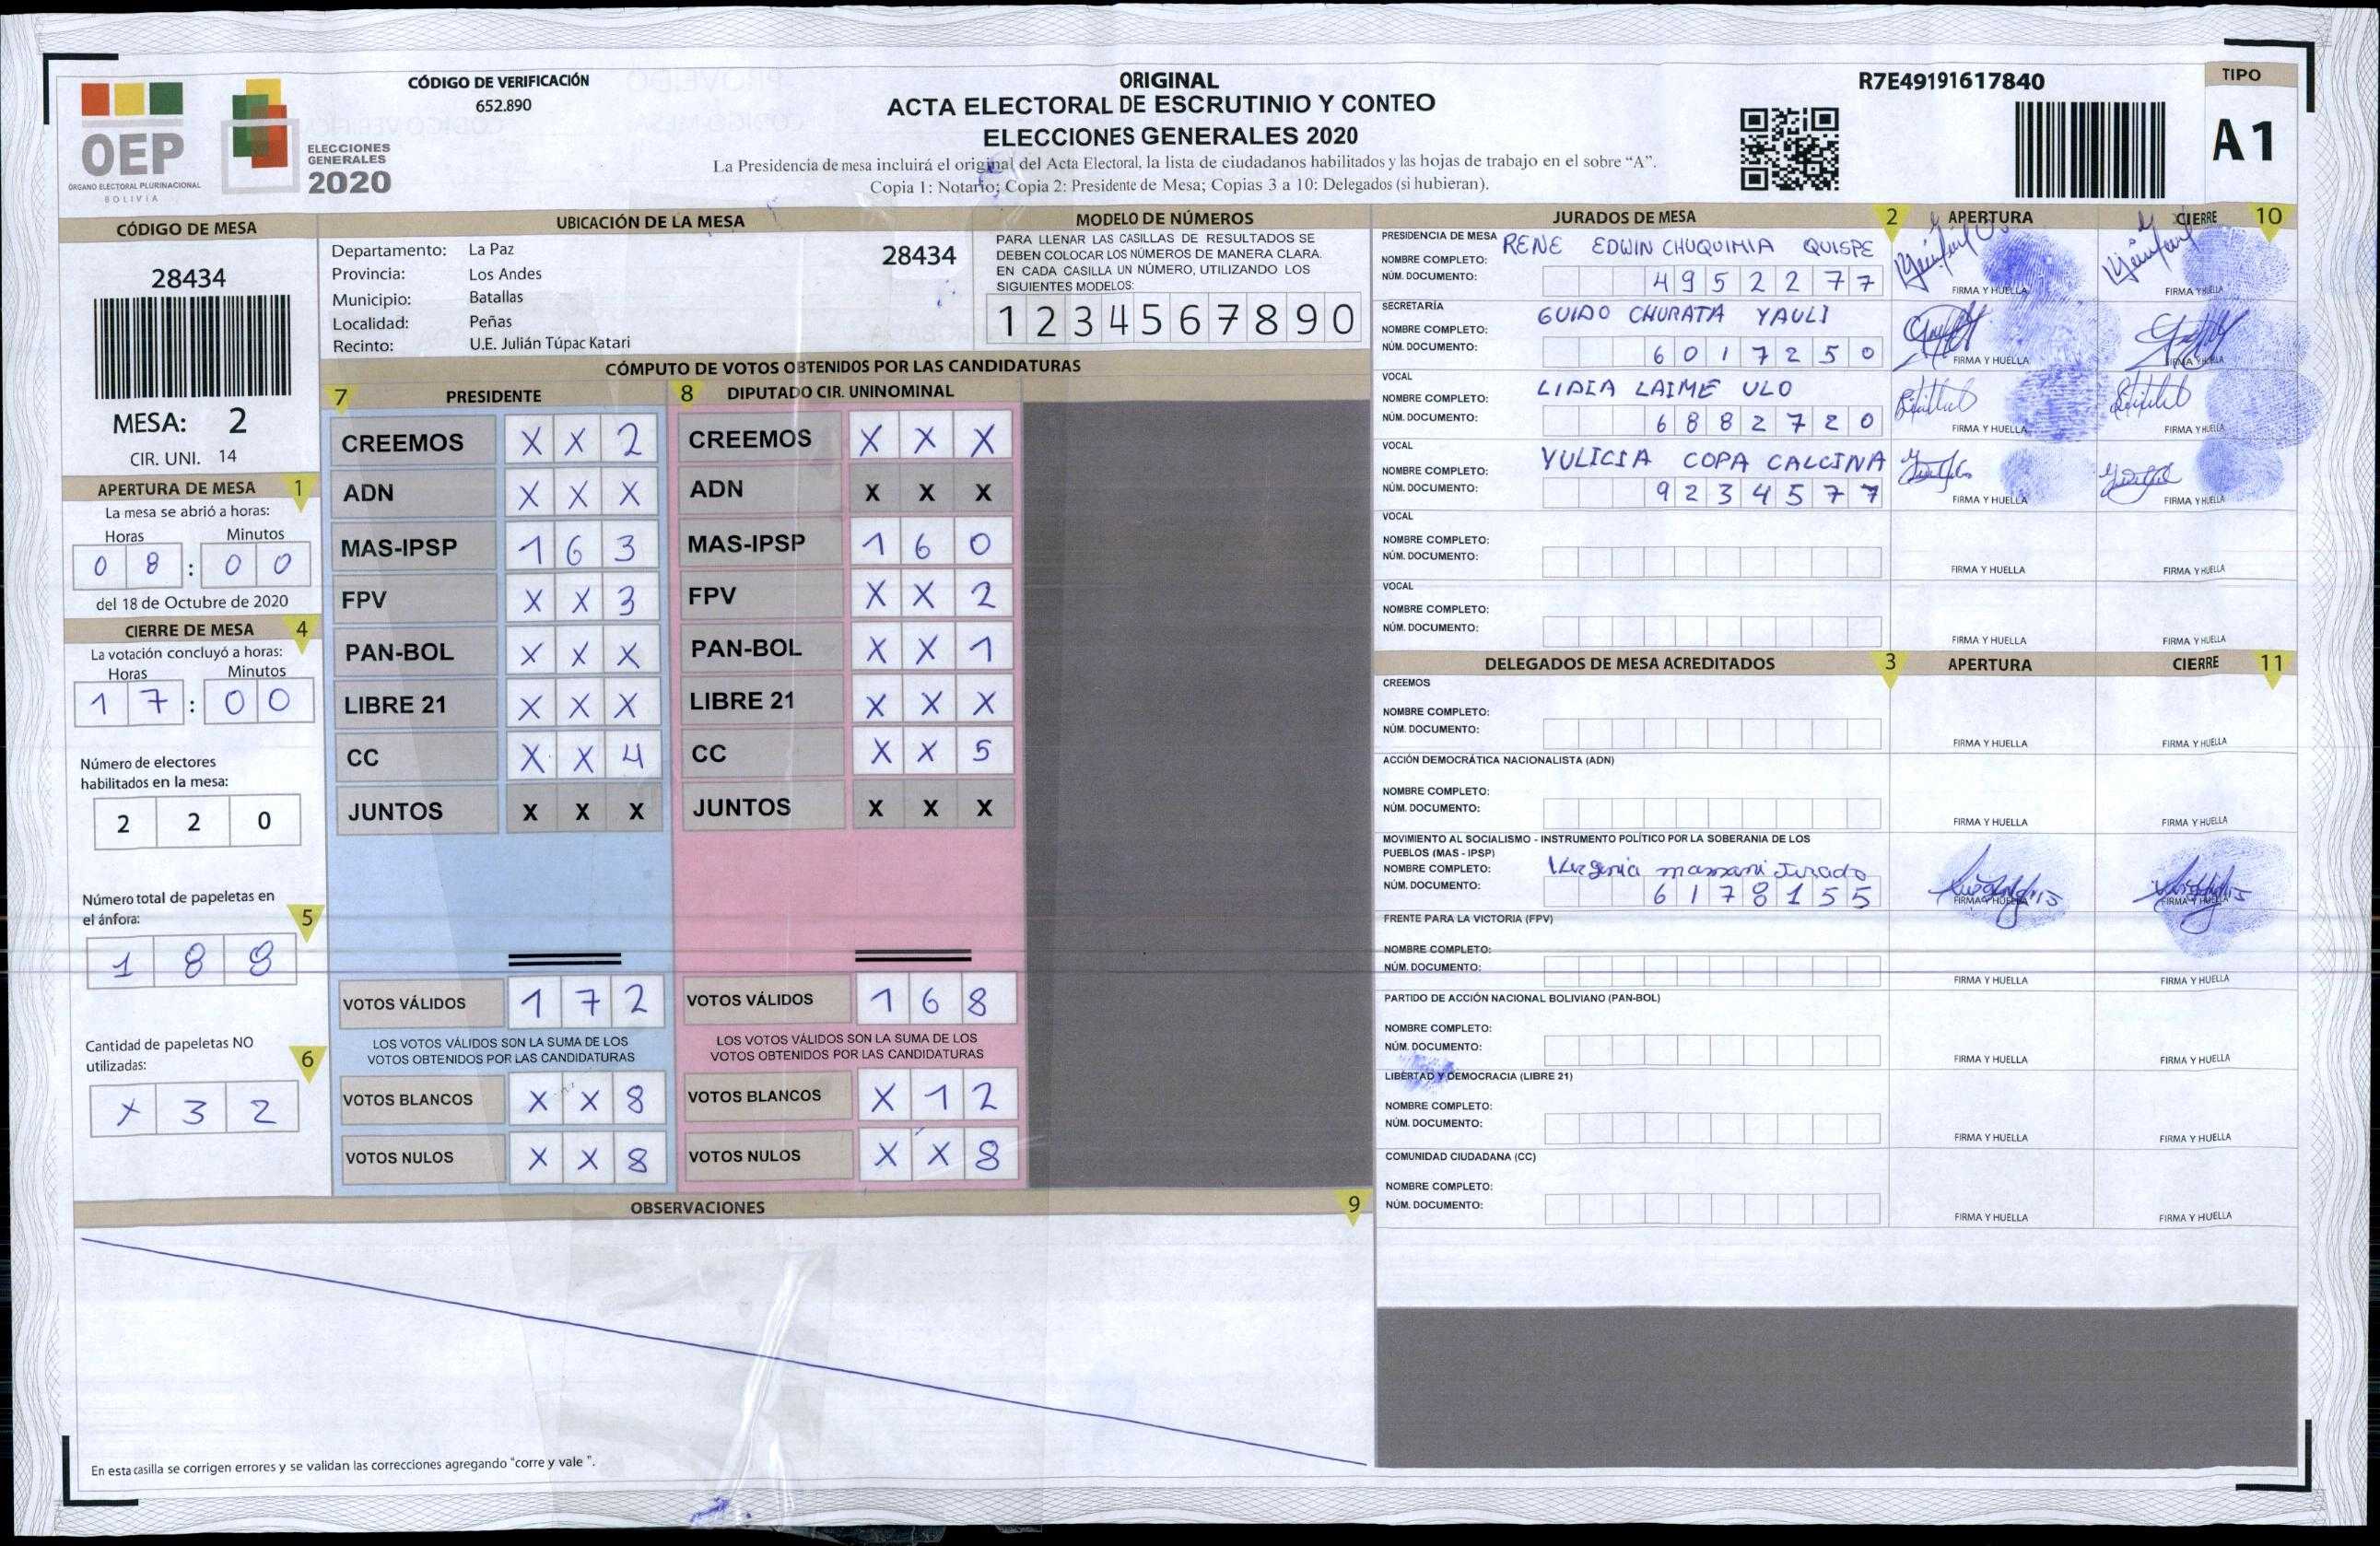 CÓDIGO DE VERIFICACIÓN
652.890
ORIGINAL
ACTA ELECTORAL DE ESCRUTINIO Y CONTEO
ELECCIONES GENERALES 2020
La Presidencia de mesa incluirá el original del Acta Electoral, la lista de ciudadanos habilitados y las hojas de trabajo en el sobre “A”.
Copia 1: Notario; Copia 2: Presidente de Mesa; Copias 3 a 10: Delegados (si hubieran).
R7E49191617840
TIPO
A1
OEP
ÓRGANO ELECTORAL PLURINACIONAL
BOLIVIA
ELECCIONES
GENERALES
2020
CÓDIGO DE MESA
28434
MESA: 2
CIR. UNI. 14
APERTURA DE MESA 1
La mesa se abrió a horas:
Horas Minutos
0 8 : 0 0
del 18 de Octubre de 2020
CIERRE DE MESA 4
La votación concluyó a horas:
Horas Minutos
1 7 : 0 0
Número de electores
habilitados en la mesa:
2 2 0
Número total de papeletas en
el ánfora: 5
1 8 8
Cantidad de papeletas NO
utilizadas: 6
X 3 2
UBICACIÓN DE LA MESA
Departamento: La Paz
28434
Provincia: Los Andes
Municipio: Batallas
Localidad: Peñas
Recinto: U.E. Julián Túpac Katari
MODELO DE NÚMEROS
PARA LLENAR LAS CASILLAS DE RESULTADOS SE
DEBEN COLOCAR LOS NÚMEROS DE MANERA CLARA.
EN CADA CASILLA UN NÚMERO, UTILIZANDO LOS
SIGUIENTES MODELOS:
1 2 3 4 5 6 7 8 9 0
CÓMPUTO DE VOTOS OBTENIDOS POR LAS CANDIDATURAS
7 PRESIDENTE
CREEMOS X X 2
ADN X X X
MAS-IPSP 1 6 3
FPV X X 3
PAN-BOL X X X
LIBRE 21 X X X
CC X X 4
JUNTOS X X X
VOTOS VÁLIDOS 1 7 2
LOS VOTOS VÁLIDOS SON LA SUMA DE LOS
VOTOS OBTENIDOS POR LAS CANDIDATURAS
VOTOS BLANCOS X X 8
VOTOS NULOS X X 8
8 DIPUTADO CIR. UNINOMINAL
CREEMOS X X X
ADN X X X
MAS-IPSP 1 6 0
FPV X X 2
PAN-BOL X X 1
LIBRE 21 X X X
CC X X 5
JUNTOS X X X
VOTOS VÁLIDOS 1 6 8
LOS VOTOS VÁLIDOS SON LA SUMA DE LOS
VOTOS OBTENIDOS POR LAS CANDIDATURAS
VOTOS BLANCOS X 1 2
VOTOS NULOS X X 8
OBSERVACIONES 9
En esta casilla se corrigen errores y se validan las correcciones agregando "corre y vale ".
JURADOS DE MESA 2 APERTURA CIERRE 10
PRESIDENCIA DE MESA
NOMBRE COMPLETO: RENE EDWIN CHUQUIMIA QUISPE
NÚM. DOCUMENTO: 4 9 5 2 2 7 7
FIRMA Y HUELLA FIRMA Y HUELLA
SECRETARÍA
NOMBRE COMPLETO: GUIDO CHURATA YAULI
NÚM. DOCUMENTO: 6 0 1 7 2 5 0
FIRMA Y HUELLA FIRMA Y HUELLA
VOCAL
NOMBRE COMPLETO: LIDIA LAIME ULO
NÚM. DOCUMENTO: 6 8 8 2 7 2 0
FIRMA Y HUELLA FIRMA Y HUELLA
VOCAL
NOMBRE COMPLETO: YULICIA COPA CALCINA
NÚM. DOCUMENTO: 9 2 3 4 5 7 7
FIRMA Y HUELLA FIRMA Y HUELLA
VOCAL
NOMBRE COMPLETO:
NÚM. DOCUMENTO:
FIRMA Y HUELLA FIRMA Y HUELLA
VOCAL
NOMBRE COMPLETO:
NÚM. DOCUMENTO:
FIRMA Y HUELLA FIRMA Y HUELLA
DELEGADOS DE MESA ACREDITADOS 3 APERTURA CIERRE 11
CREEMOS
NOMBRE COMPLETO:
NÚM. DOCUMENTO:
FIRMA Y HUELLA FIRMA Y HUELLA
ACCIÓN DEMOCRÁTICA NACIONALISTA (ADN)
NOMBRE COMPLETO:
NÚM. DOCUMENTO:
FIRMA Y HUELLA FIRMA Y HUELLA
MOVIMIENTO AL SOCIALISMO - INSTRUMENTO POLÍTICO POR LA SOBERANIA DE LOS
PUEBLOS (MAS - IPSP)
NOMBRE COMPLETO: Virgenia mamani Jurado
NÚM. DOCUMENTO: 6 1 7 8 1 5 5
FIRMA Y HUELLA FIRMA Y HUELLA
FRENTE PARA LA VICTORIA (FPV)
NOMBRE COMPLETO:
NÚM. DOCUMENTO:
FIRMA Y HUELLA FIRMA Y HUELLA
PARTIDO DE ACCIÓN NACIONAL BOLIVIANO (PAN-BOL)
NOMBRE COMPLETO:
NÚM. DOCUMENTO:
FIRMA Y HUELLA FIRMA Y HUELLA
LIBERTAD Y DEMOCRACIA (LIBRE 21)
NOMBRE COMPLETO:
NÚM. DOCUMENTO:
FIRMA Y HUELLA FIRMA Y HUELLA
COMUNIDAD CIUDADANA (CC)
NOMBRE COMPLETO:
NÚM. DOCUMENTO:
FIRMA Y HUELLA FIRMA Y HUELLA